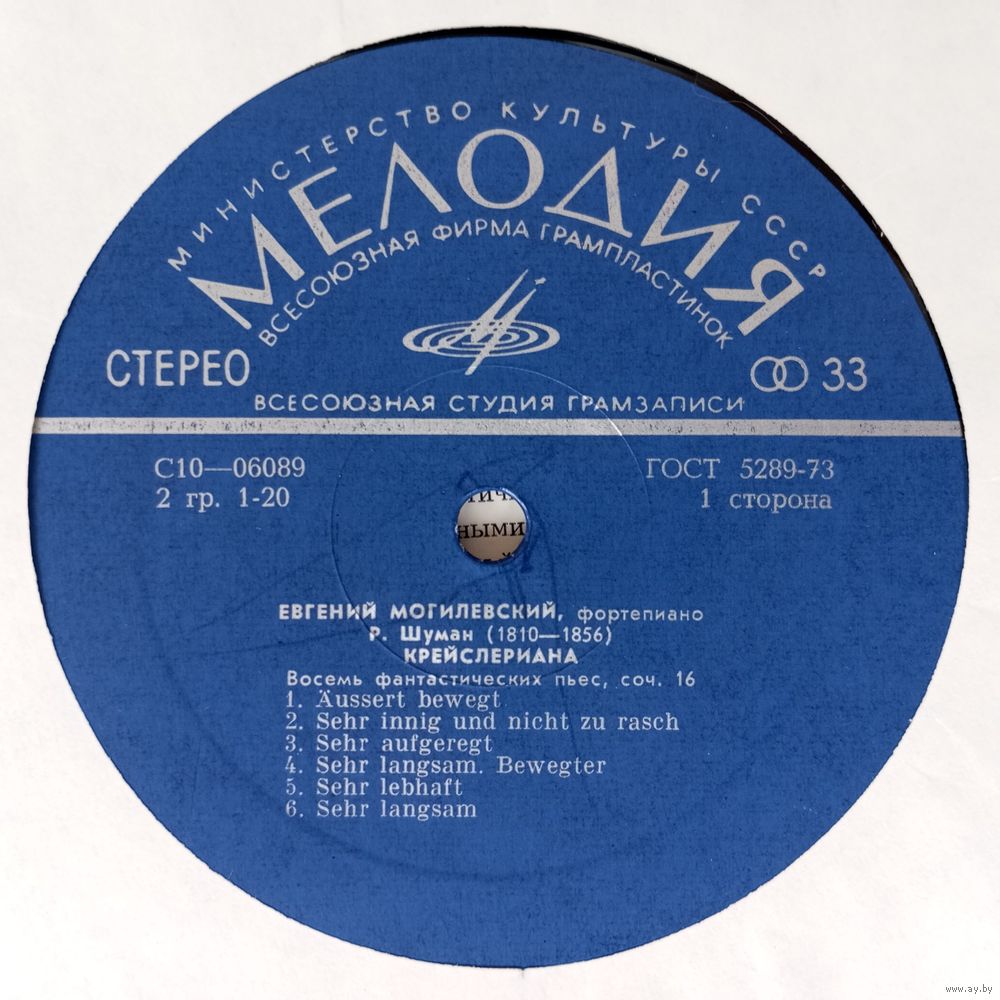 МИНИСТЕРСТВО КУЛЬТУРЫ СССР
МЕЛОДИЯ
ВСЕСОЮЗНАЯ ФИРМА ГРАМПЛАСТИНОК
СТЕРЕО
33
ВСЕСОЮЗНАЯ СТУДИЯ ГРАМЗАПИСИ
С10—06089
ГОСТ 5289-73
2 гр. 1-20
1 сторона
ными
ЕВГЕНИЙ МОГИЛЕВСКИЙ, фортепиано
Р. Шуман (1810—1856)
КРЕЙСЛЕРИАНА
Восемь фантастических пьес, соч. 16
1. Äussert bewegt
2. Sehr innig und nicht zu rasch
3. Sehr aufgeregt
4. Sehr langsam. Bewegter
5. Sehr lebhaft
6. Sehr langsam
www.ay.by